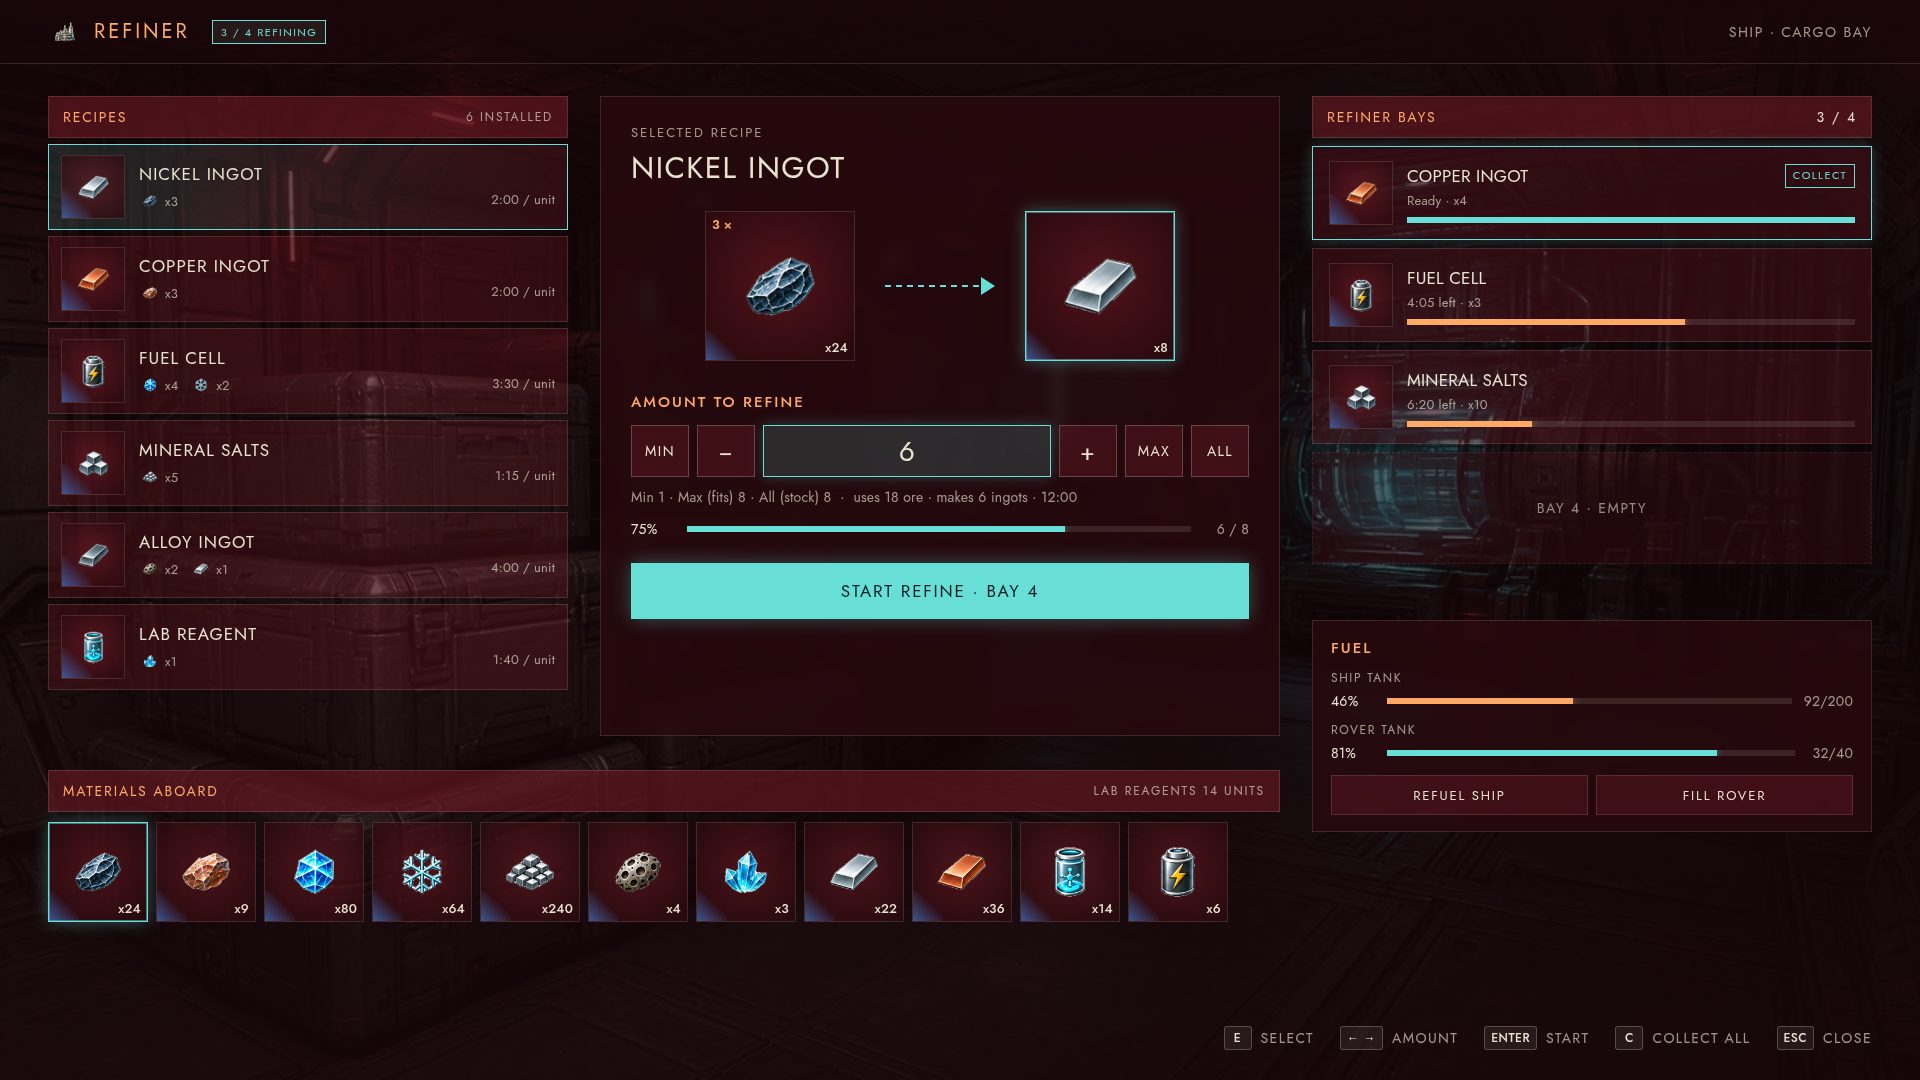 REFINER
3 / 4 REFINING
SHIP · CARGO BAY
RECIPES
6 INSTALLED
NICKEL INGOT
x3
2:00 / unit
COPPER INGOT
x3
2:00 / unit
FUEL CELL
x4 x2
3:30 / unit
MINERAL SALTS
x5
1:15 / unit
ALLOY INGOT
x2 x1
4:00 / unit
LAB REAGENT
x1
1:40 / unit
SELECTED RECIPE
NICKEL INGOT
3 ×
x24
x8
AMOUNT TO REFINE
MIN
−
6
+
MAX
ALL
Min 1 · Max (fits) 8 · All (stock) 8 · uses 18 ore · makes 6 ingots · 12:00
75%
6 / 8
START REFINE · BAY 4
REFINER BAYS
3 / 4
COPPER INGOT
COLLECT
Ready · x4
FUEL CELL
4:05 left · x3
MINERAL SALTS
6:20 left · x10
BAY 4 · EMPTY
FUEL
SHIP TANK
46%
92/200
ROVER TANK
81%
32/40
REFUEL SHIP
FILL ROVER
MATERIALS ABOARD
LAB REAGENTS 14 UNITS
x24
x9
x80
x64
x240
x4
x3
x22
x36
x14
x6
E SELECT
← → AMOUNT
ENTER START
C COLLECT ALL
ESC CLOSE